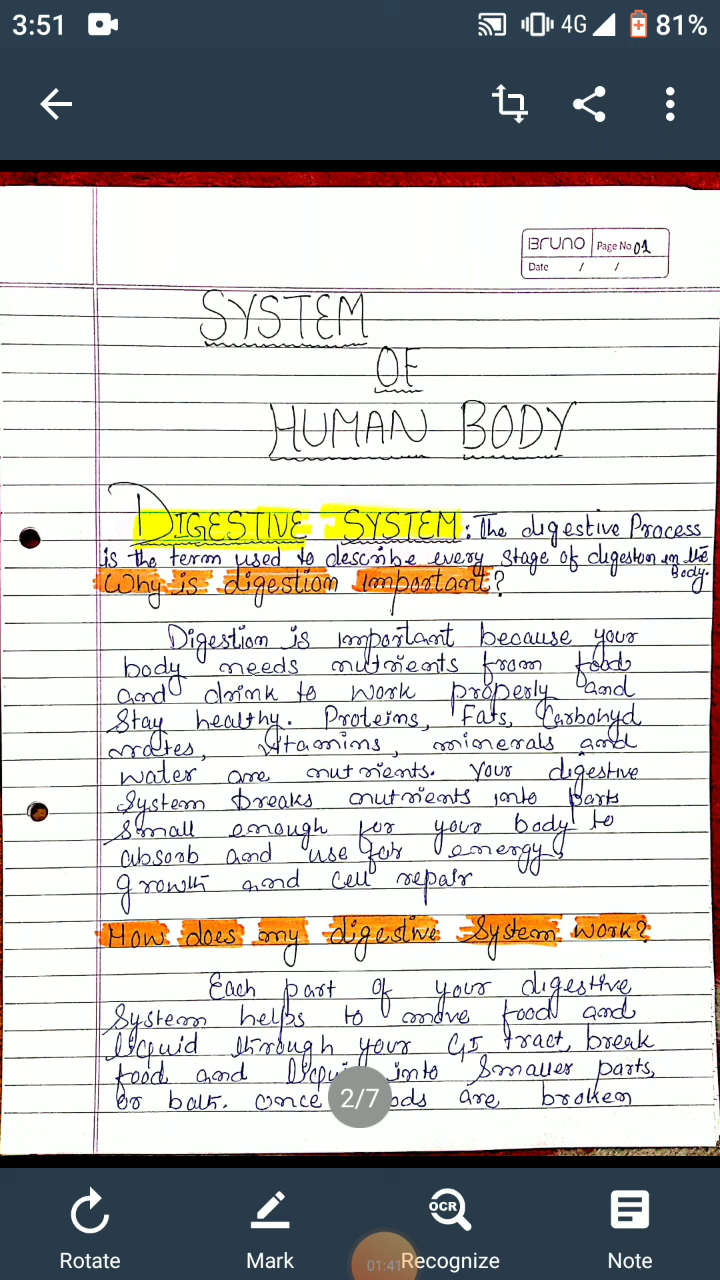 3:51 4G 81%
Bruno Page No 01
Date / /
SYSTEM
OF
HUMAN BODY
DIGESTIVE SYSTEM: The digestive Process
is the term used to describe every stage of digeston in the
Body.
Why is digestion important?
Digestion is important because your
body needs nutrients from food
and drink to work properly and
Stay healthy. Proteins, Fats, Carbohyd
rates, vitamins, minerals and
water are nutrients. Your digestive
System breaks nutrients into parts
Small enough for your body to
absorb and use for energy,
growth and cell repair
How does my digestive System work?
Each part of your digestive
System helps to move food and
liquid through your GI tract, break
food and into Smaller parts,
or both. once are broken
2/7
Rotate Mark OCR Recognize Note
01:41